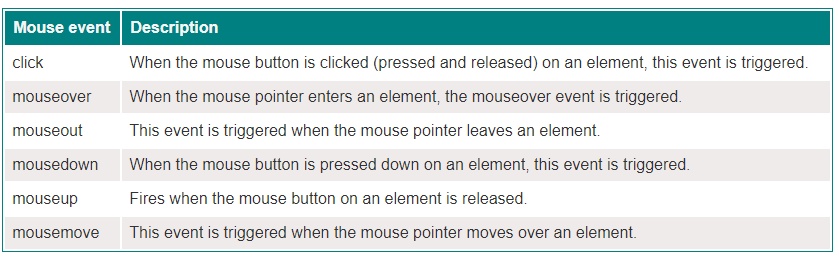 Mouse event Description
click When the mouse button is clicked (pressed and released) on an element, this event is triggered.
mouseover When the mouse pointer enters an element, the mouseover event is triggered.
mouseout This event is triggered when the mouse pointer leaves an element.
mousedown When the mouse button is pressed down on an element, this event is triggered.
mouseup Fires when the mouse button on an element is released.
mousemove This event is triggered when the mouse pointer moves over an element.